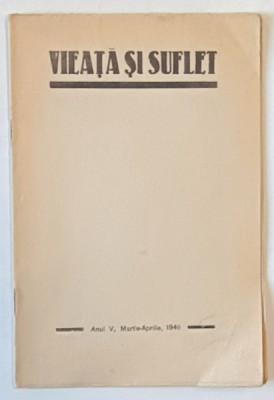 VIEAȚĂ ȘI SUFLET
Anul V, Martie-Aprilie, 1940